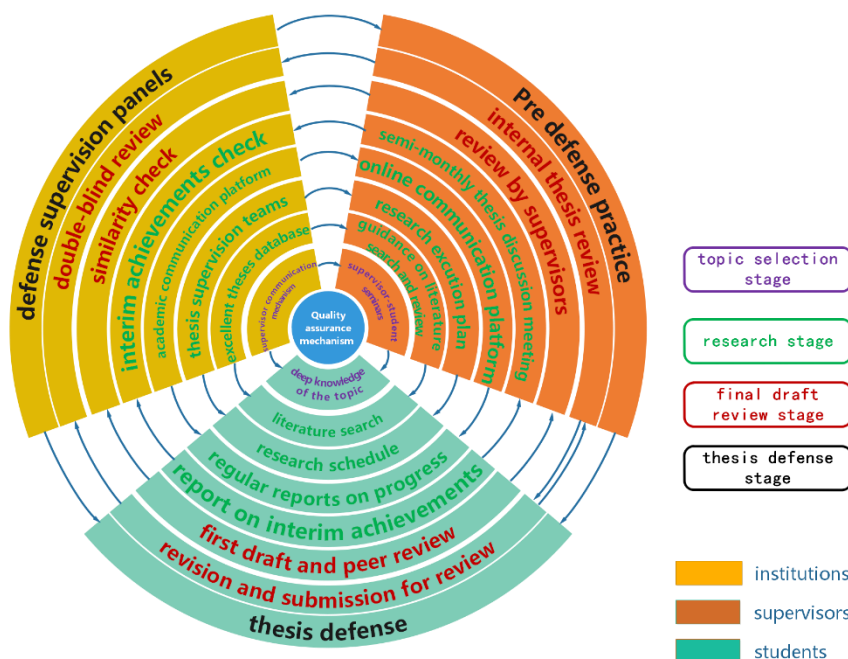 defense supervision panels
double-blind review
similarity check
interim achievements check
academic communication platform
thesis supervision teams
excellent theses database
supervisor communication
mechanism
Pre defense practice
internal thesis review
review by supervisors
semi-monthly thesis discussion meeting
online communication platform
research excution plan
guidance on literature
search and review
supervisor-student
seminars
Quality
assurance
mechanism
deep knowledge
of the topic
literature search
research schedule
regular reports on progress
report on interim achievements
first draft and peer review
revision and submission for review
thesis defense
topic selection
stage
research stage
final draft
review stage
thesis defense
stage
institutions
supervisors
students